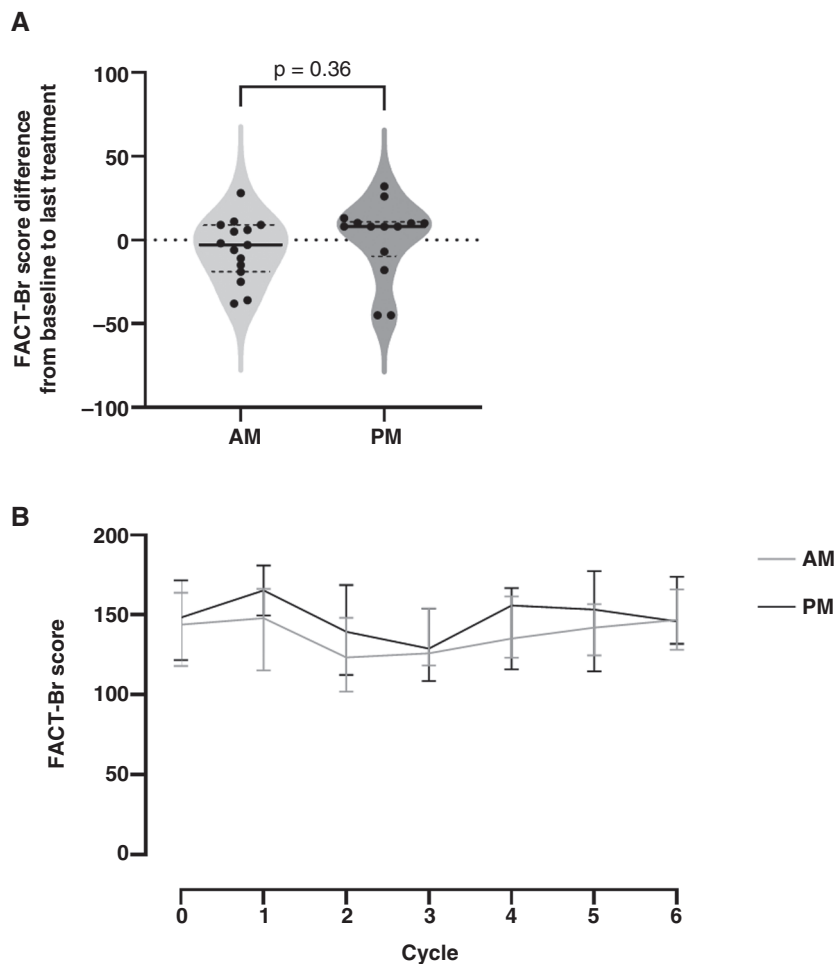 A
p = 0.36
FACT-Br score difference
from baseline to last treatment
100
50
0
–50
–100
AM
PM
B
FACT-Br score
200
150
100
50
0
AM
PM
0 1 2 3 4 5 6
Cycle